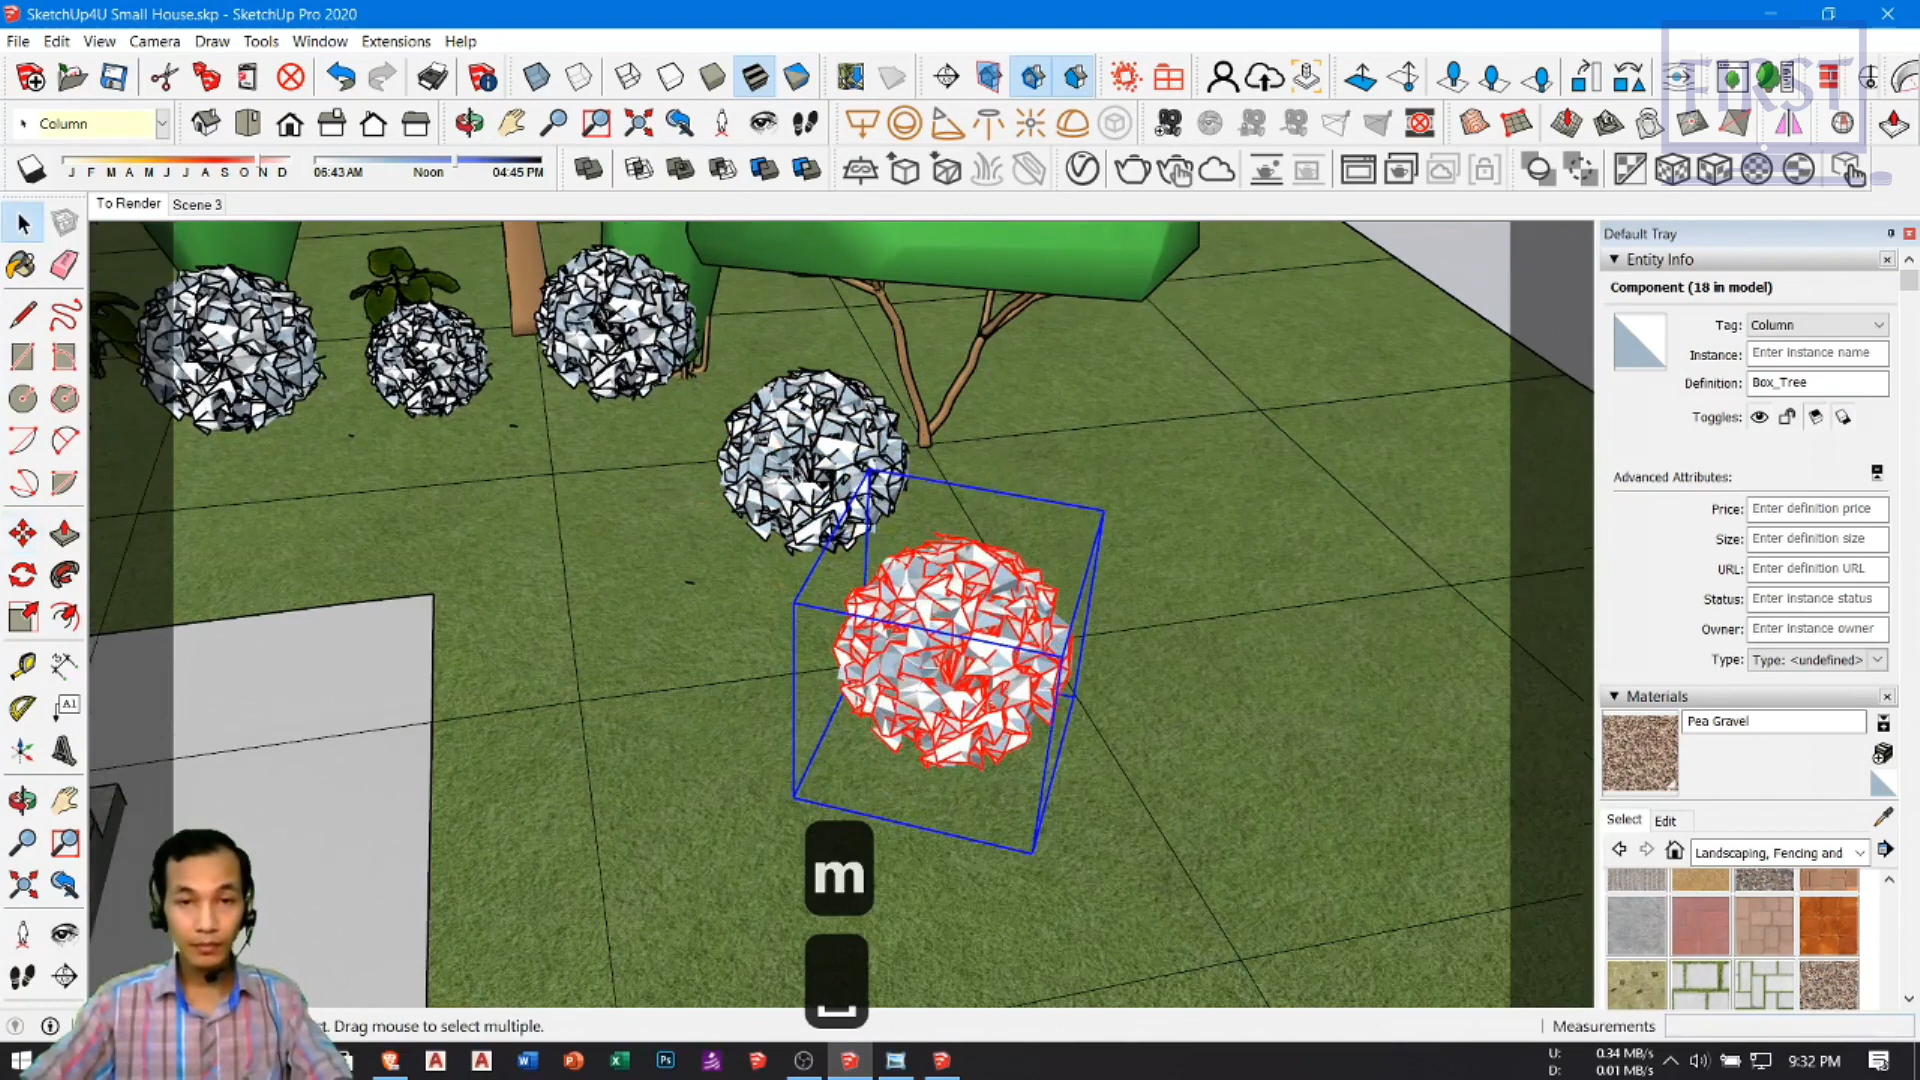 SketchUp4U Small House.skp - SketchUp Pro 2020
File Edit View Camera Draw Tools Window Extensions Help
FIRST
Column
J F M A M J J A S O N D
06:43 AM Noon 04:45 PM
To Render Scene 3
Default Tray
Entity Info
Component (18 in model)
Tag: Column
Instance: Enter instance name
Definition: Box_Tree
Toggles:
Advanced Attributes:
Price: Enter definition price
Size: Enter definition size
URL: Enter definition URL
Status: Enter instance status
Owner: Enter instance owner
Type: Type: <undefined>
Materials
Pea Gravel
Select Edit
Landscaping, Fencing and
A1
m
t. Drag mouse to select multiple.
Measurements
U: 0.34 MB/s
D: 0.01 MB/s
9:32 PM